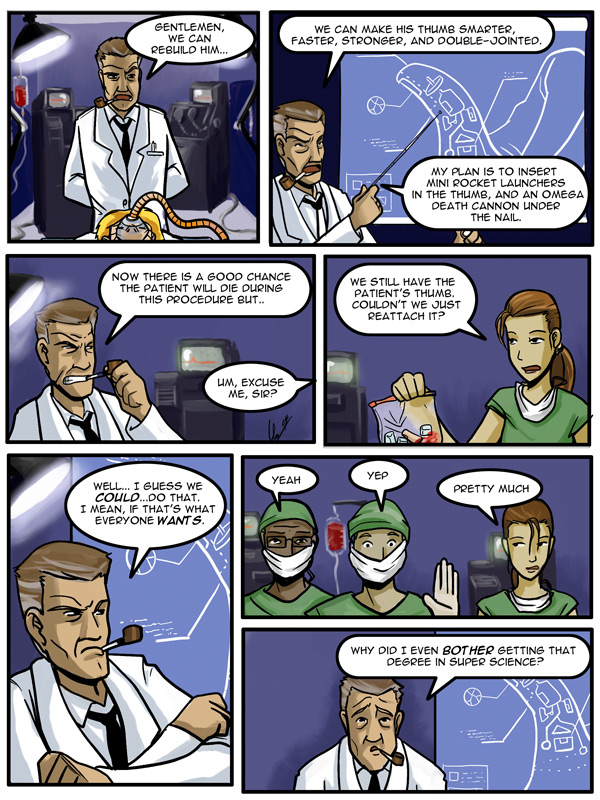 GENTLEMEN,
WE CAN
REBUILD HIM...
WE CAN MAKE HIS THUMB SMARTER,
FASTER, STRONGER, AND DOUBLE-JOINTED.
MY PLAN IS TO INSERT
MINI ROCKET LAUNCHERS
IN THE THUMB, AND AN OMEGA
DEATH CANNON UNDER
THE NAIL.
NOW THERE IS A GOOD CHANCE
THE PATIENT WILL DIE DURING
THIS PROCEDURE BUT..
UM, EXCUSE
ME, SIR?
WE STILL HAVE THE
PATIENT'S THUMB.
COULDN'T WE JUST
REATTACH IT?
WELL... I GUESS WE
COULD...DO THAT.
I MEAN, IF THAT'S WHAT
EVERYONE WANTS.
YEAH
YEP
PRETTY MUCH
WHY DID I EVEN BOTHER GETTING THAT
DEGREE IN SUPER SCIENCE?